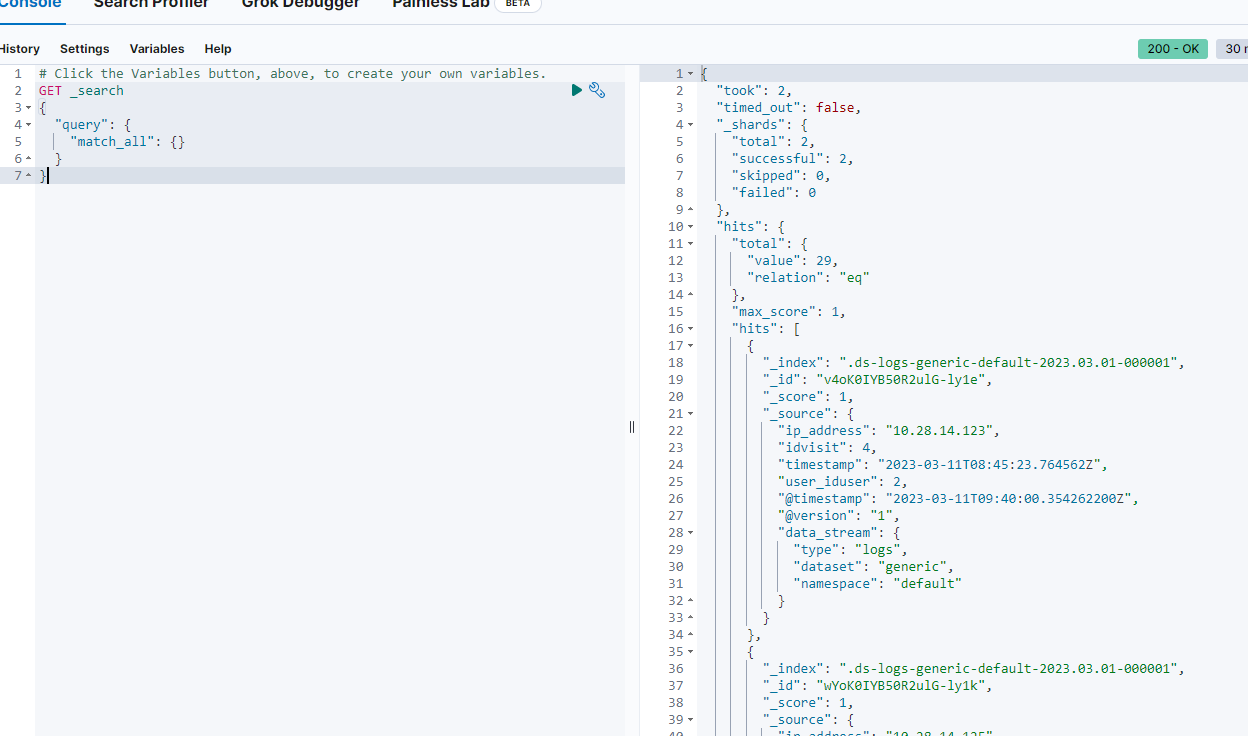 Console Search Profiler Grok Debugger Painless Lab BETA
History Settings Variables Help 200 - OK 30
1 # Click the Variables button, above, to create your own variables.
2 GET _search
3 {
4 "query": {
5 "match_all": {}
6 }
7 }
1 {
2 "took": 2,
3 "timed_out": false,
4 "_shards": {
5 "total": 2,
6 "successful": 2,
7 "skipped": 0,
8 "failed": 0
9 },
10 "hits": {
11 "total": {
12 "value": 29,
13 "relation": "eq"
14 },
15 "max_score": 1,
16 "hits": [
17 {
18 "_index": ".ds-logs-generic-default-2023.03.01-000001",
19 "_id": "v4oK0IYB50R2ulG-ly1e",
20 "_score": 1,
21 "_source": {
22 "ip_address": "10.28.14.123",
23 "idvisit": 4,
24 "timestamp": "2023-03-11T08:45:23.764562Z",
25 "user_iduser": 2,
26 "@timestamp": "2023-03-11T09:40:00.354262200Z",
27 "@version": "1",
28 "data_stream": {
29 "type": "logs",
30 "dataset": "generic",
31 "namespace": "default"
32 }
33 }
34 },
35 {
36 "_index": ".ds-logs-generic-default-2023.03.01-000001",
37 "_id": "wYoK0IYB50R2ulG-ly1k",
38 "_score": 1,
39 "_source": {
40 "ip_address": "10.28.14.125",